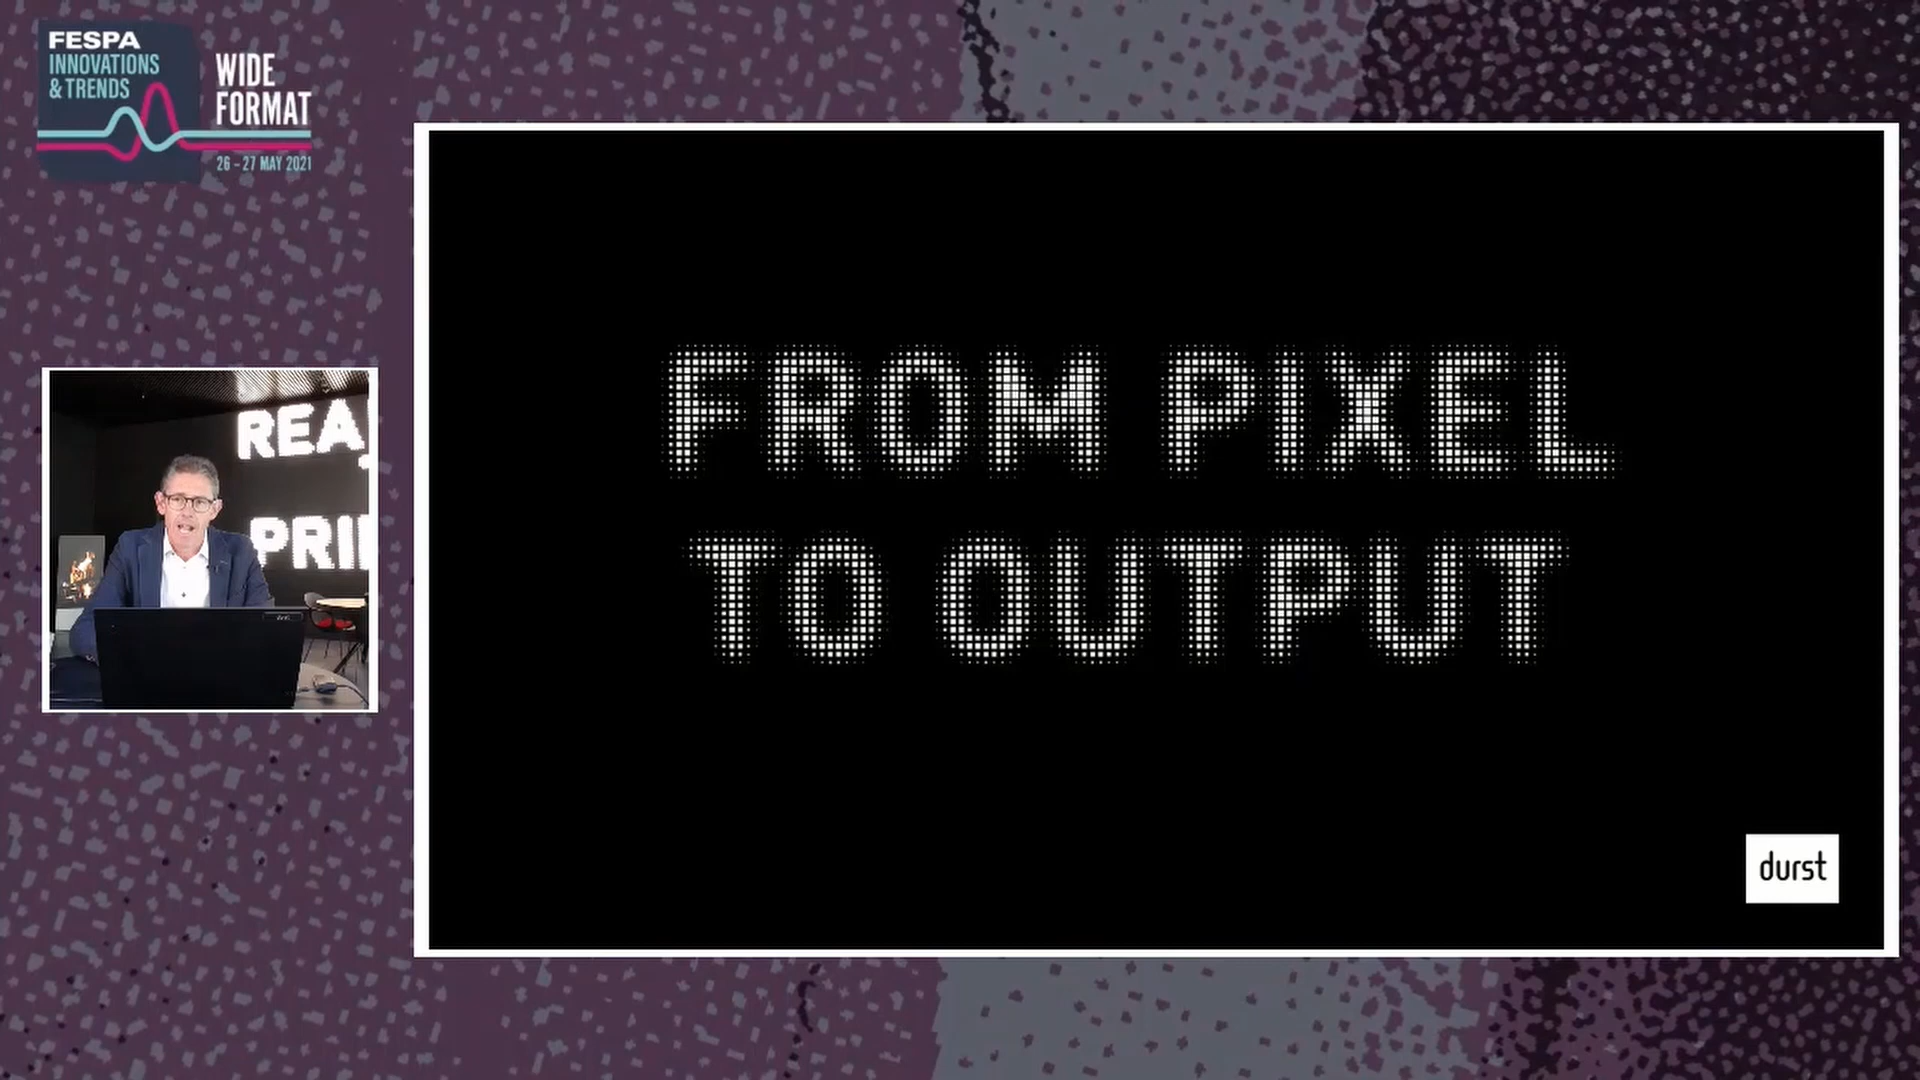 FESPA
INNOVATIONS
& TRENDS
WIDE
FORMAT
26 – 27 MAY 2021
REA
PRI
FROM PIXEL
TO OUTPUT
durst